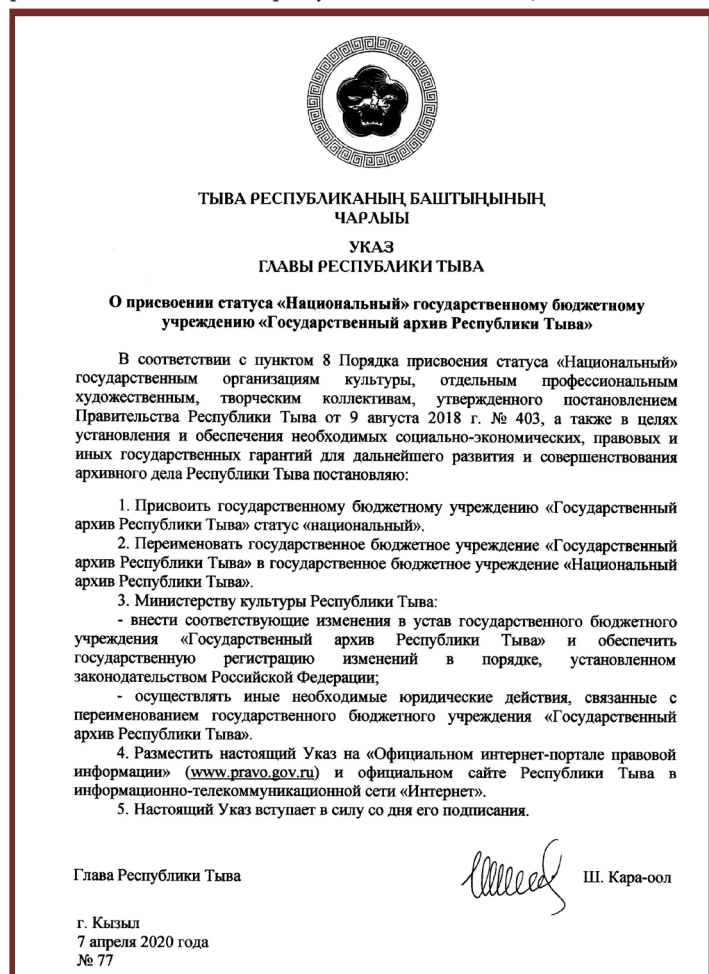 ТЫВА РЕСПУБЛИКАНЫҢ БАШТЫҢЫНЫҢ
ЧАРЛЫЫ
УКАЗ
ГЛАВЫ РЕСПУБЛИКИ ТЫВА
О присвоении статуса «Национальный» государственному бюджетному
учреждению «Государственный архив Республики Тыва»
В соответствии с пунктом 8 Порядка присвоения статуса «Национальный»
государственным организациям культуры, отдельным профессиональным
художественным, творческим коллективам, утвержденного постановлением
Правительства Республики Тыва от 9 августа 2018 г. № 403, а также в целях
установления и обеспечения необходимых социально-экономических, правовых и
иных государственных гарантий для дальнейшего развития и совершенствования
архивного дела Республики Тыва постановляю:
1. Присвоить государственному бюджетному учреждению «Государственный
архив Республики Тыва» статус «национальный».
2. Переименовать государственное бюджетное учреждение «Государственный
архив Республики Тыва» в государственное бюджетное учреждение «Национальный
архив Республики Тыва».
3. Министерству культуры Республики Тыва:
- внести соответствующие изменения в устав государственного бюджетного
учреждения «Государственный архив Республики Тыва» и обеспечить
государственную регистрацию изменений в порядке, установленном
законодательством Российской Федерации;
- осуществлять иные необходимые юридические действия, связанные с
переименованием государственного бюджетного учреждения «Государственный
архив Республики Тыва».
4. Разместить настоящий Указ на «Официальном интернет-портале правовой
информации» (www.pravo.gov.ru) и официальном сайте Республики Тыва в
информационно-телекоммуникационной сети «Интернет».
5. Настоящий Указ вступает в силу со дня его подписания.
Глава Республики Тыва
Ш. Кара-оол
г. Кызыл
7 апреля 2020 года
№ 77